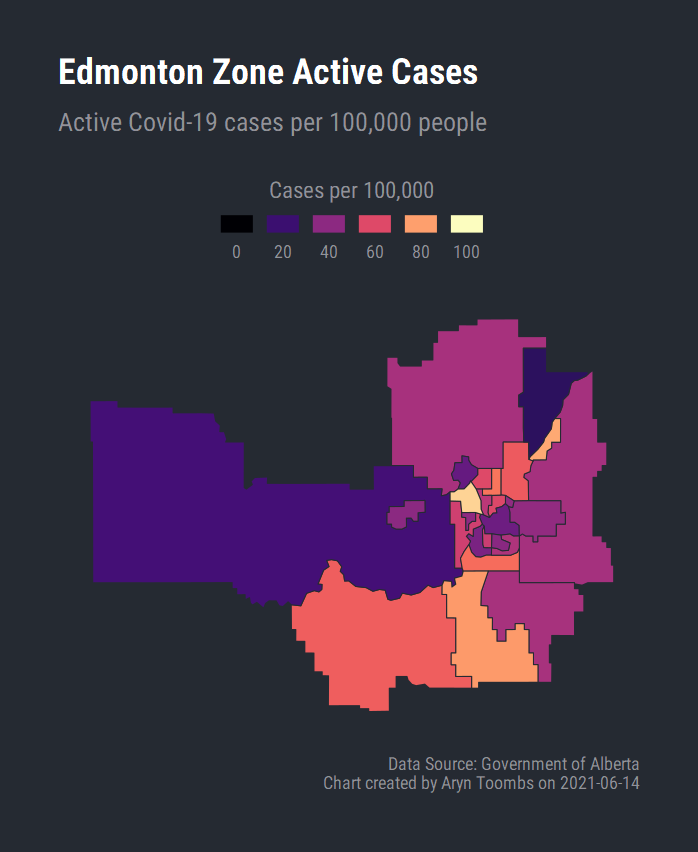 Edmonton Zone Active Cases
Active Covid-19 cases per 100,000 people
Cases per 100,000
0 20 40 60 80 100
Data Source: Government of Alberta
Chart created by Aryn Toombs on 2021-06-14